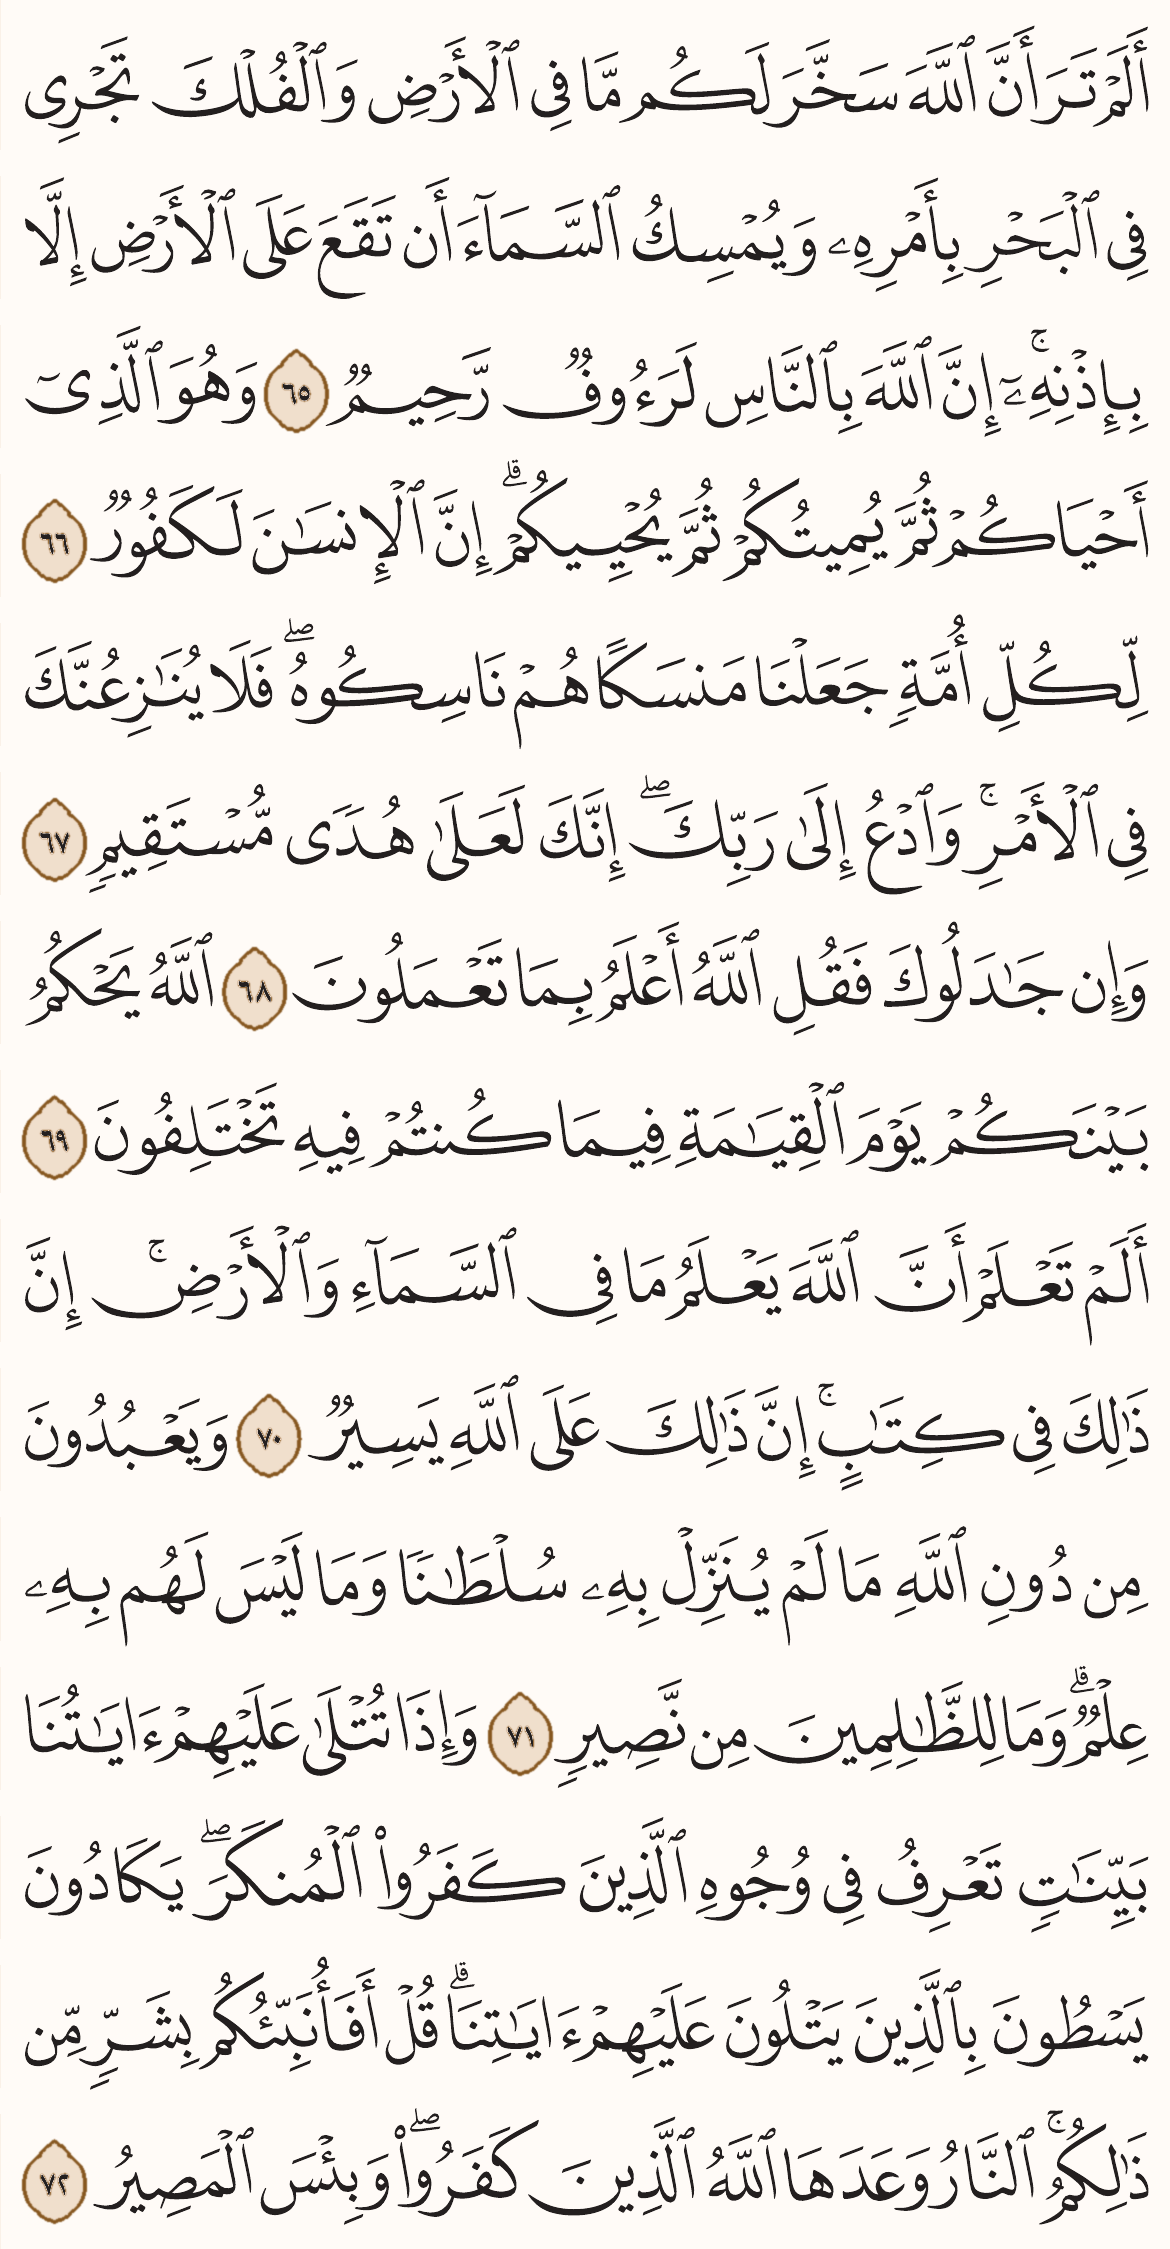 أَلَمْ تَرَ أَنَّ ٱللَّهَ سَخَّرَ لَكُم مَّا فِى ٱلْأَرْضِ وَٱلْفُلْكَ تَجْرِى
فِى ٱلْبَحْرِ بِأَمْرِهِۦ وَيُمْسِكُ ٱلسَّمَآءَ أَن تَقَعَ عَلَى ٱلْأَرْضِ إِلَّا
بِإِذْنِهِۦٓ ۚ إِنَّ ٱللَّهَ بِٱلنَّاسِ لَرَءُوفٌ رَّحِيمٌ ٦٥ وَهُوَ ٱلَّذِىٓ
أَحْيَاكُمْ ثُمَّ يُمِيتُكُمْ ثُمَّ يُحْيِيكُمْ ۗ إِنَّ ٱلْإِنسَـٰنَ لَكَفُورٌ ٦٦
لِّكُلِّ أُمَّةٍ جَعَلْنَا مَنسَكًا هُمْ نَاسِكُوهُ ۖ فَلَا يُنَـٰزِعُنَّكَ
فِى ٱلْأَمْرِ ۚ وَٱدْعُ إِلَىٰ رَبِّكَ ۖ إِنَّكَ لَعَلَىٰ هُدًى مُّسْتَقِيمٍ ٦٧
وَإِن جَـٰدَلُوكَ فَقُلِ ٱللَّهُ أَعْلَمُ بِمَا تَعْمَلُونَ ٦٨ ٱللَّهُ يَحْكُمُ
بَيْنَكُمْ يَوْمَ ٱلْقِيَـٰمَةِ فِيمَا كُنتُمْ فِيهِ تَخْتَلِفُونَ ٦٩
أَلَمْ تَعْلَمْ أَنَّ ٱللَّهَ يَعْلَمُ مَا فِى ٱلسَّمَآءِ وَٱلْأَرْضِ ۚ إِنَّ
ذَٰلِكَ فِى كِتَـٰبٍ ۚ إِنَّ ذَٰلِكَ عَلَى ٱللَّهِ يَسِيرٌ ٧٠ وَيَعْبُدُونَ
مِن دُونِ ٱللَّهِ مَا لَمْ يُنَزِّلْ بِهِۦ سُلْطَـٰنًا وَمَا لَيْسَ لَهُم بِهِۦ
عِلْمٌ ۗ وَمَا لِلظَّـٰلِمِينَ مِن نَّصِيرٍ ٧١ وَإِذَا تُتْلَىٰ عَلَيْهِمْ ءَايَـٰتُنَا
بَيِّنَـٰتٍ تَعْرِفُ فِى وُجُوهِ ٱلَّذِينَ كَفَرُوا۟ ٱلْمُنكَرَ ۖ يَكَادُونَ
يَسْطُونَ بِٱلَّذِينَ يَتْلُونَ عَلَيْهِمْ ءَايَـٰتِنَا ۗ قُلْ أَفَأُنَبِّئُكُم بِشَرٍّ مِّن
ذَٰلِكُمُ ۚ ٱلنَّارُ وَعَدَهَا ٱللَّهُ ٱلَّذِينَ كَفَرُوا۟ ۖ وَبِئْسَ ٱلْمَصِيرُ ٧٢